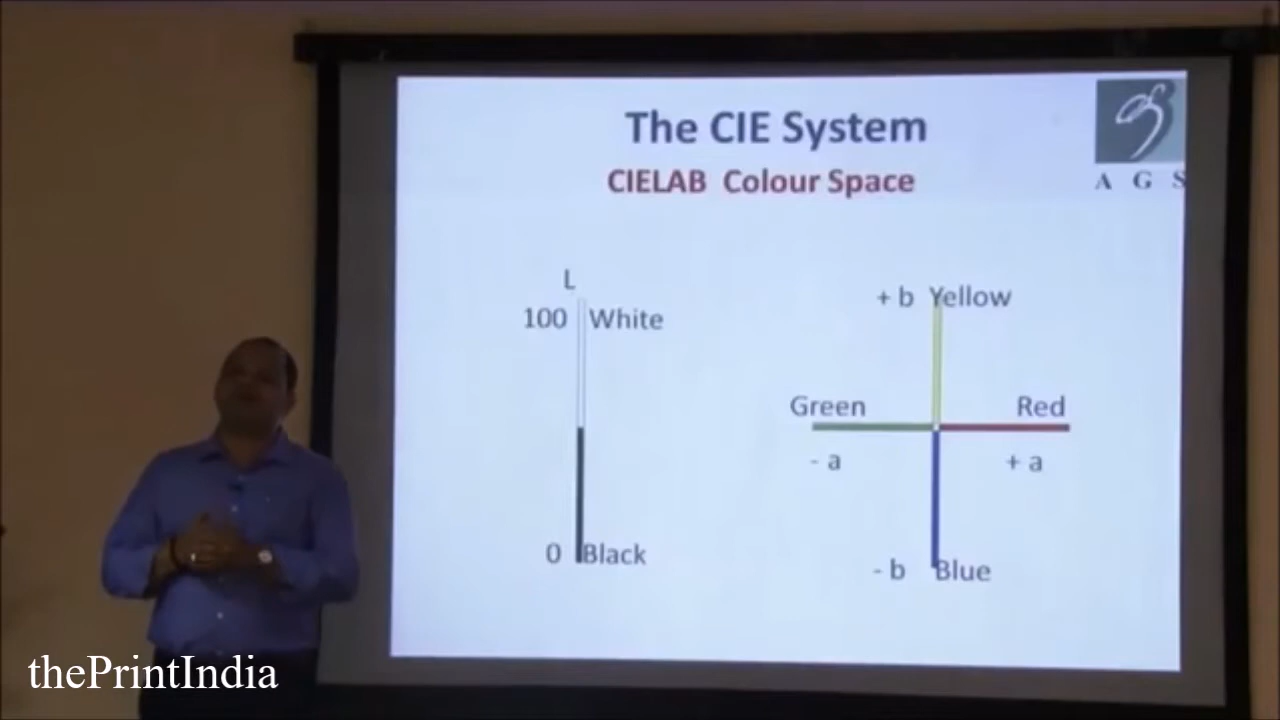 The CIE System
CIELAB Colour Space
A G S
L
100 White
0 Black
+ b Yellow
Green Red
- a + a
- b Blue
thePrintIndia